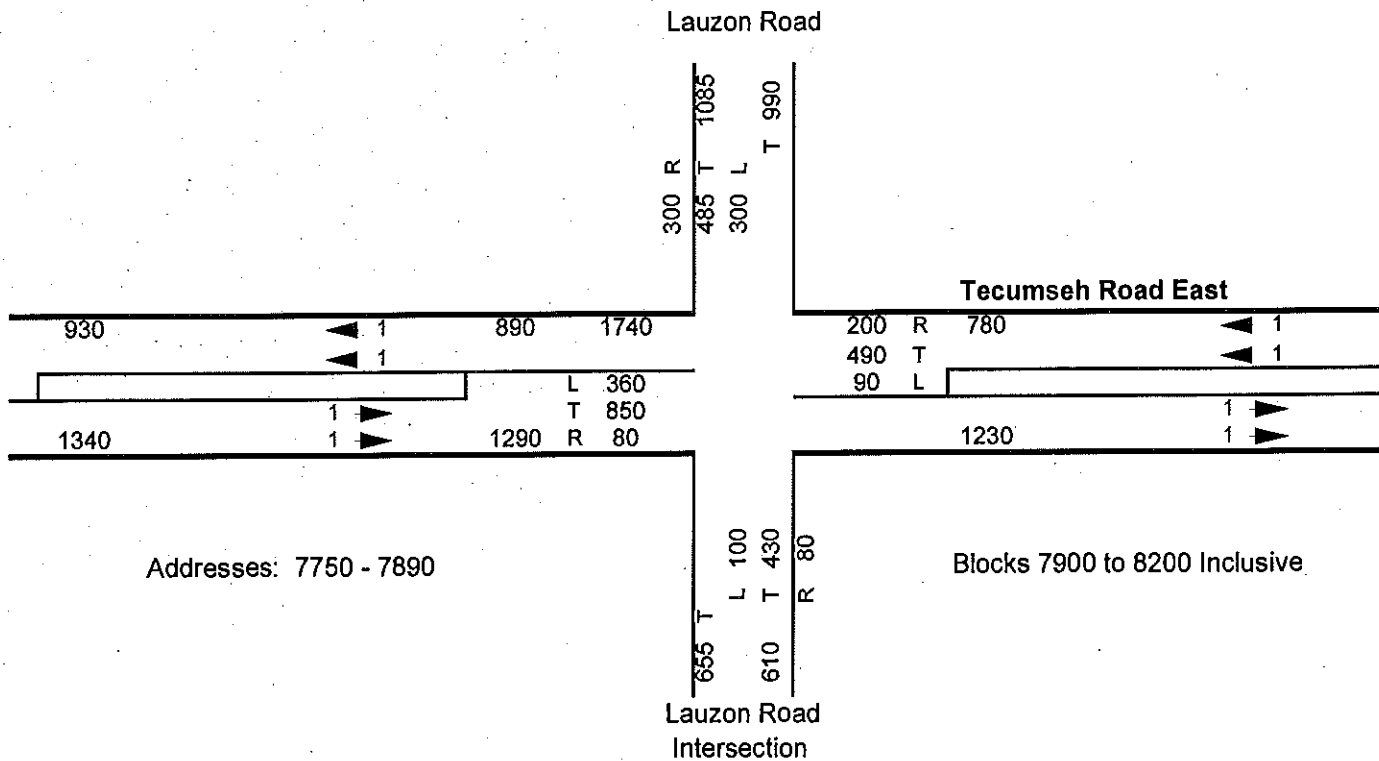 Lauzon Road
300 R
485 T 1085
300 L
T 990
Tecumseh Road East
930 1 890 1740
1
L 360
1 T 850
1340 1 1290 R 80
200 R 780 1
490 T 1
90 L
1
1230 1
Addresses: 7750 - 7890
Blocks 7900 to 8200 Inclusive
655 T
L 100
610 T 430
R 80
Lauzon Road
Intersection